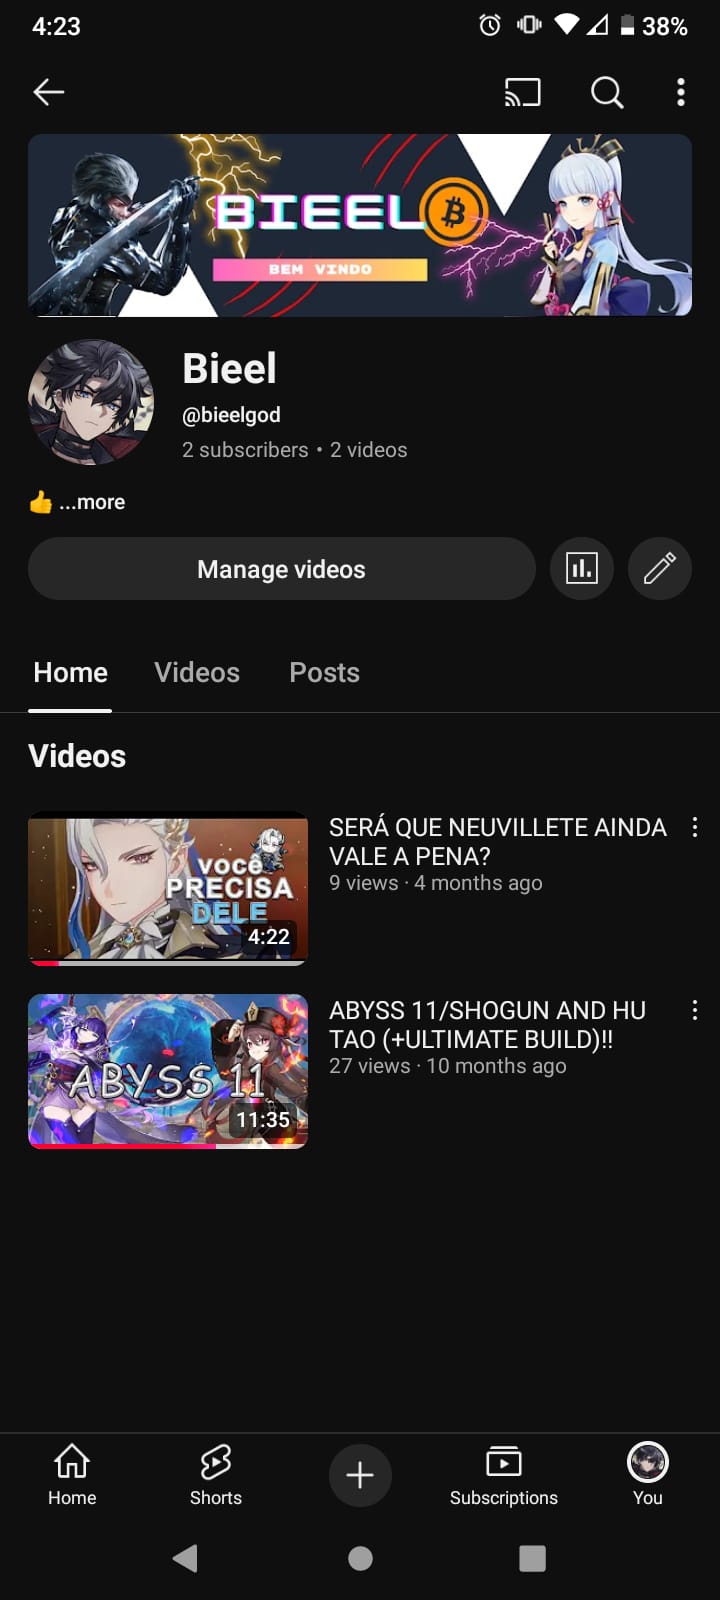 4:23
38%
BIEEL
BEM VINDO
Bieel
@bieelgod
2 subscribers • 2 videos
👍 ...more
Manage videos
Home
Videos
Posts
Videos
você
PRECISA
DELE
4:22
SERÁ QUE NEUVILLETE AINDA
VALE A PENA?
9 views · 4 months ago
ABYSS 11
11:35
ABYSS 11/SHOGUN AND HU
TAO (+ULTIMATE BUILD)!!
27 views · 10 months ago
Home
Shorts
Subscriptions
You